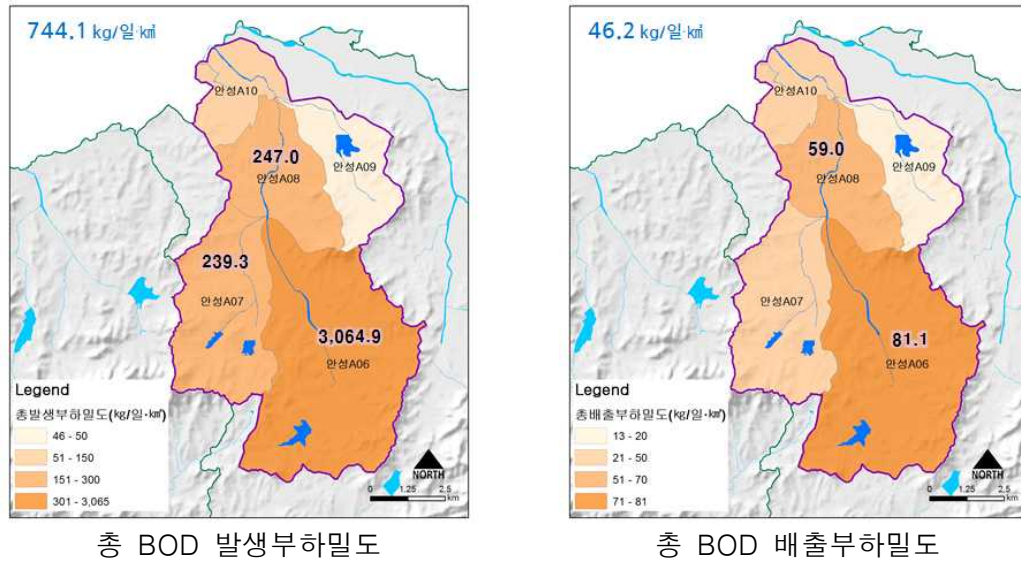 744.1 kg/일·㎢
안성A10
247.0
안성A08
안성A09
239.3
안성A07
3,064.9
안성A06
Legend
총발생부하밀도(kg/일·㎢)
46 - 50
51 - 150
151 - 300
301 - 3,065
NORTH
0 1.25 2.5
km
총 BOD 발생부하밀도
46.2 kg/일·㎢
안성A10
59.0
안성A08
안성A09
안성A07
81.1
안성A06
Legend
총배출부하밀도(kg/일·㎢)
13 - 20
21 - 50
51 - 70
71 - 81
NORTH
0 1.25 2.5
km
총 BOD 배출부하밀도